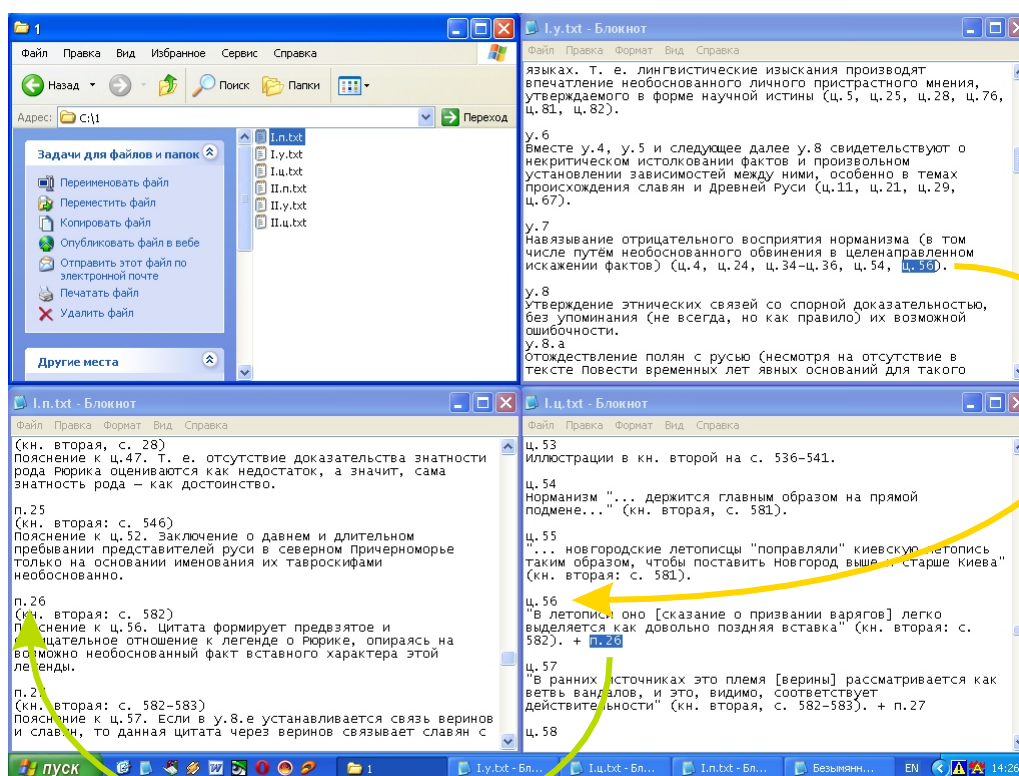 1
Файл Правка Вид Избранное Сервис Справка
Назад Поиск Папки
Адрес: C:\1 Переход
Задачи для файлов и папок
Переименовать файл
Переместить файл
Копировать файл
Опубликовать файл в вебе
Отправить этот файл по
электронной почте
Печатать файл
Удалить файл
Другие места
I.п.txt
I.у.txt
I.ц.txt
II.п.txt
II.у.txt
II.ц.txt
I.у.txt - Блокнот
Файл Правка Формат Вид Справка
языках. Т. е. лингвистические изыскания производят
впечатление необоснованного личного пристрастного мнения,
утверждаемого в форме научной истины (ц.5, ц.25, ц.28, ц.76,
ц.81, ц.82).
у.6
Вместе у.4, у.5 и следующее далее у.8 свидетельствуют о
некритическом истолковании фактов и произвольном
установлении зависимостей между ними, особенно в темах
происхождения славян и Древней Руси (ц.11, ц.21, ц.29,
ц.67).
у.7
Навязывание отрицательного восприятия норманизма (в том
числе путём необоснованного обвинения в целенаправленном
искажении фактов) (ц.4, ц.24, ц.34-ц.36, ц.54, ц.56).
у.8
Утверждение этнических связей со спорной доказательностью,
без упоминания (не всегда, но как правило) их возможной
ошибочности.
у.8.а
Отождествление полян с русью (несмотря на отсутствие в
тексте Повести временных лет явных оснований для такого
I.п.txt - Блокнот
Файл Правка Формат Вид Справка
(кн. вторая, с. 28)
Пояснение к ц.47. Т. е. отсутствие доказательства знатности
рода Рюрика оцениваются как недостаток, а значит, сама
знатность рода — как достоинство.
п.25
(кн. вторая: с. 546)
Пояснение к ц.52. Заключение о давнем и длительном
пребывании представителей руси в северном Причерноморье
только на основании именования их тавроскифами
необоснованно.
п.26
(кн. вторая: с. 582)
Пояснение к ц.56. Цитата формирует предвзятое и
отрицательное отношение к легенде о Рюрике, опираясь на
возможно необоснованный факт вставного характера этой
легенды.
п.27
(кн. вторая: с. 582-583)
Пояснение к ц.57. Если в у.8.е устанавливается связь веринов
и славян, то данная цитата через веринов связывает славян с
I.ц.txt - Блокнот
Файл Правка Формат Вид Справка
ц.53
Иллюстрации в кн. второй на с. 536-541.
ц.54
Норманизм "... держится главным образом на прямой
подмене..." (кн. вторая, с. 581).
ц.55
"... новгородские летописцы "поправляли" киевскую летопись
таким образом, чтобы поставить Новгород выше и старше Киева"
(кн. вторая: с. 581).
ц.56
"В летописи оно [сказание о призвании варягов] легко
выделяется как довольно поздняя вставка" (кн. вторая: с.
582). + п.26
ц.57
"В ранних источниках это племя [верины] рассматривается как
ветвь вандалов, и это, видимо, соответствует
действительности" (кн. вторая, с. 582-583). + п.27
ц.58
пуск 1 I.у.txt - Бл... I.ц.txt - Бл... I.п.txt - Бл... Безымянн... EN 14:26